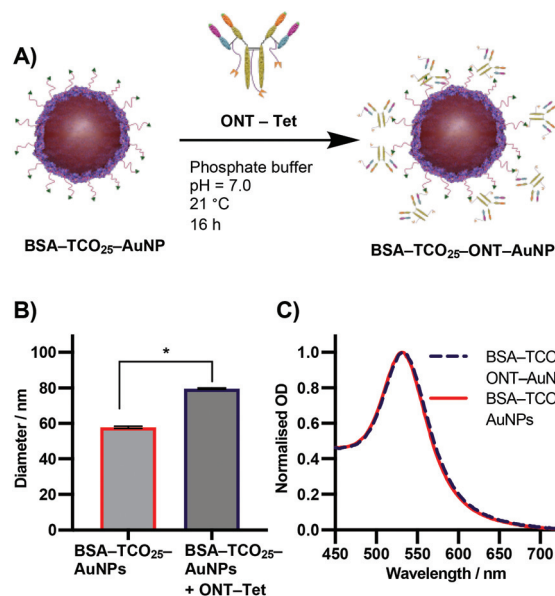 A)
ONT – Tet
Phosphate buffer
pH = 7.0
21 °C
16 h
BSA–TCO₂₅–AuNP
BSA–TCO₂₅–ONT–AuNP
B)
Diameter / nm
100
80
60
40
20
0
*
BSA–TCO₂₅–
AuNPs
BSA–TCO₂₅–
AuNPs
+ ONT–Tet
C)
Normalised OD
1.0
0.8
0.6
0.4
0.2
0.0
450 500 550 600 650 700
Wavelength / nm
BSA–TCO
ONT–AuN
BSA–TCO
AuNPs